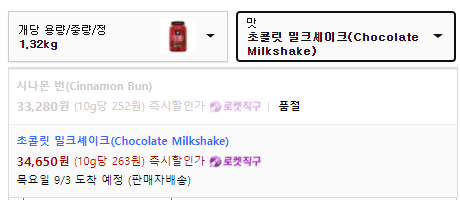 개당 용량/중량/정
1.32kg
맛
초콜릿 밀크셰이크(Chocolate
Milkshake)
시나몬 번(Cinnamon Bun)
33,280원 (10g당 252원) 즉시할인가 로켓직구 | 품절
초콜릿 밀크셰이크(Chocolate Milkshake)
34,650원 (10g당 263원) 즉시할인가 로켓직구
목요일 9/3 도착 예정 (판매자배송)